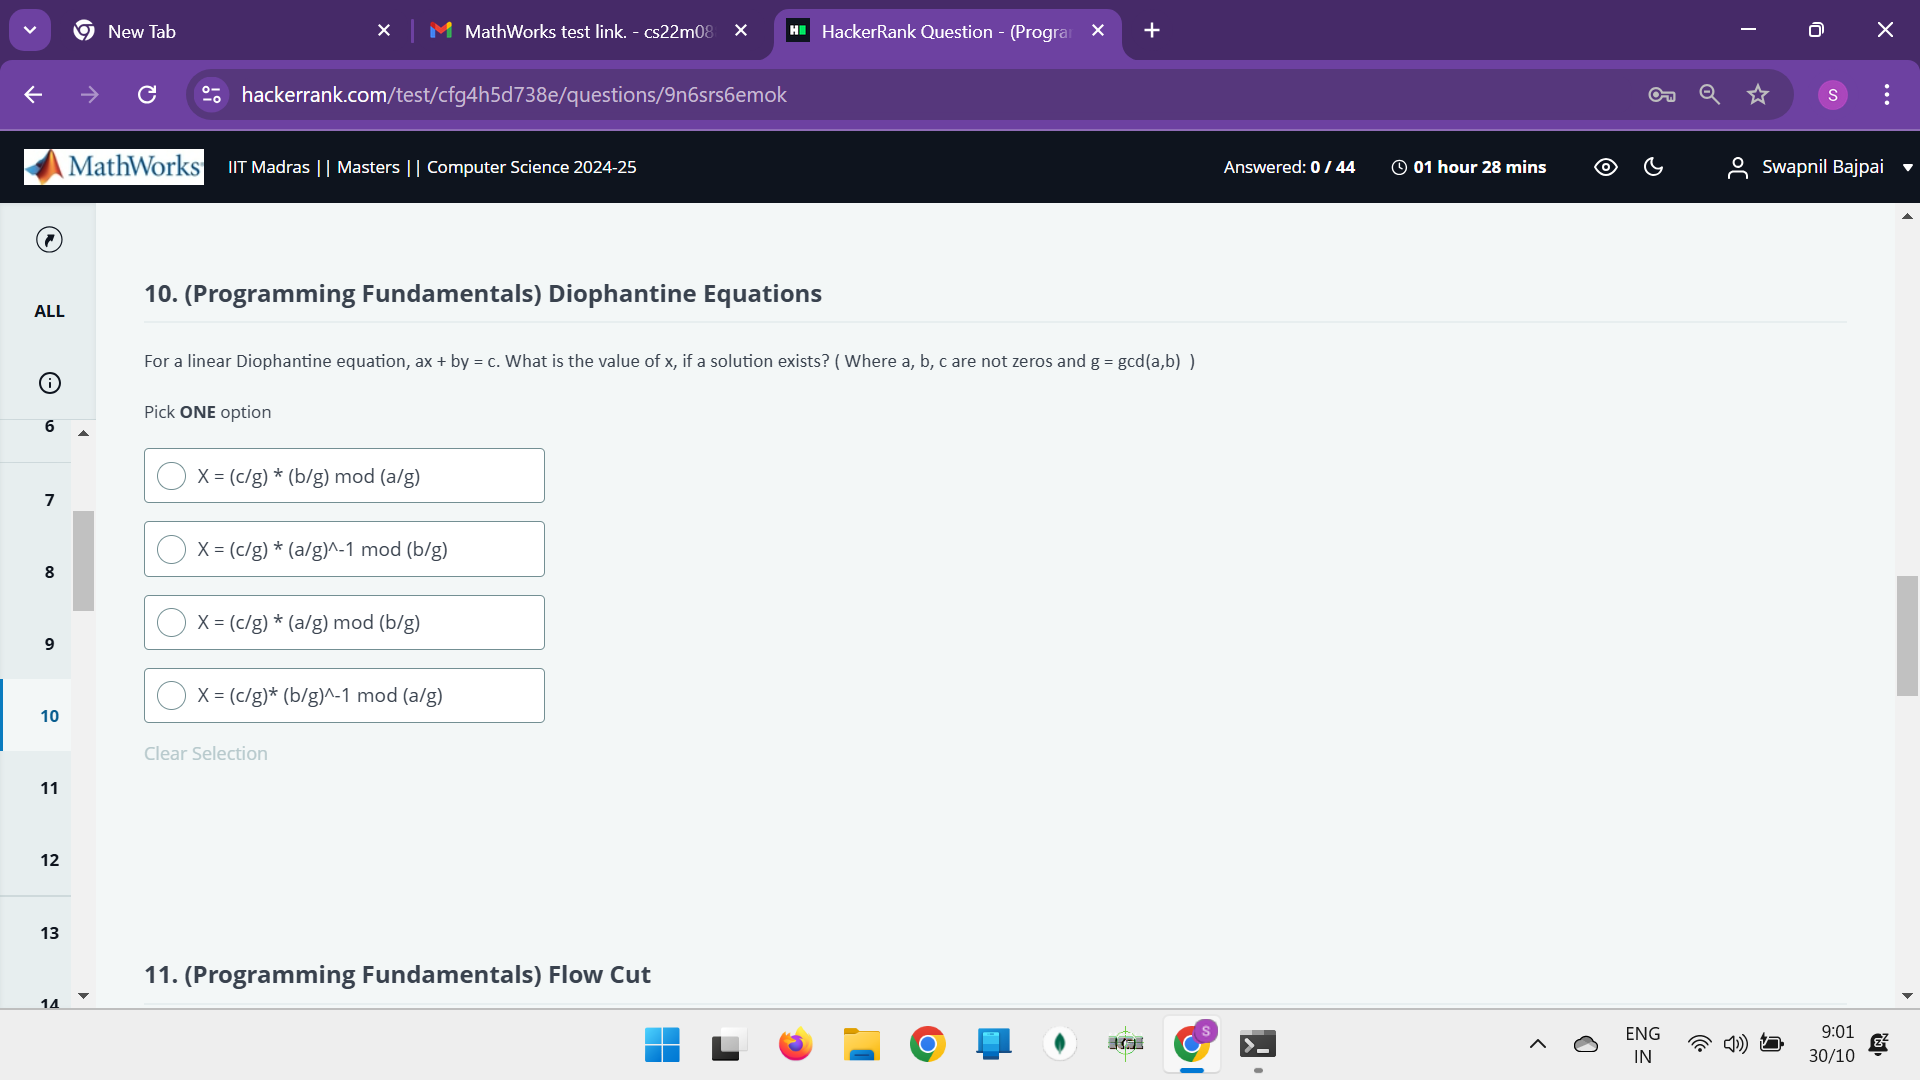 New Tab
MathWorks test link. - cs22m08
HackerRank Question - (Progra
hackerrank.com/test/cfg4h5d738e/questions/9n6srs6emok
S
MathWorks
IIT Madras || Masters || Computer Science 2024-25
Answered: 0 / 44
01 hour 28 mins
Swapnil Bajpai
ALL
6
7
8
9
10
11
12
13
14
10. (Programming Fundamentals) Diophantine Equations
For a linear Diophantine equation, ax + by = c. What is the value of x, if a solution exists? ( Where a, b, c are not zeros and g = gcd(a,b) )
Pick ONE option
X = (c/g) * (b/g) mod (a/g)
X = (c/g) * (a/g)^-1 mod (b/g)
X = (c/g) * (a/g) mod (b/g)
X = (c/g)* (b/g)^-1 mod (a/g)
Clear Selection
11. (Programming Fundamentals) Flow Cut
S
ENG
IN
9:01
30/10